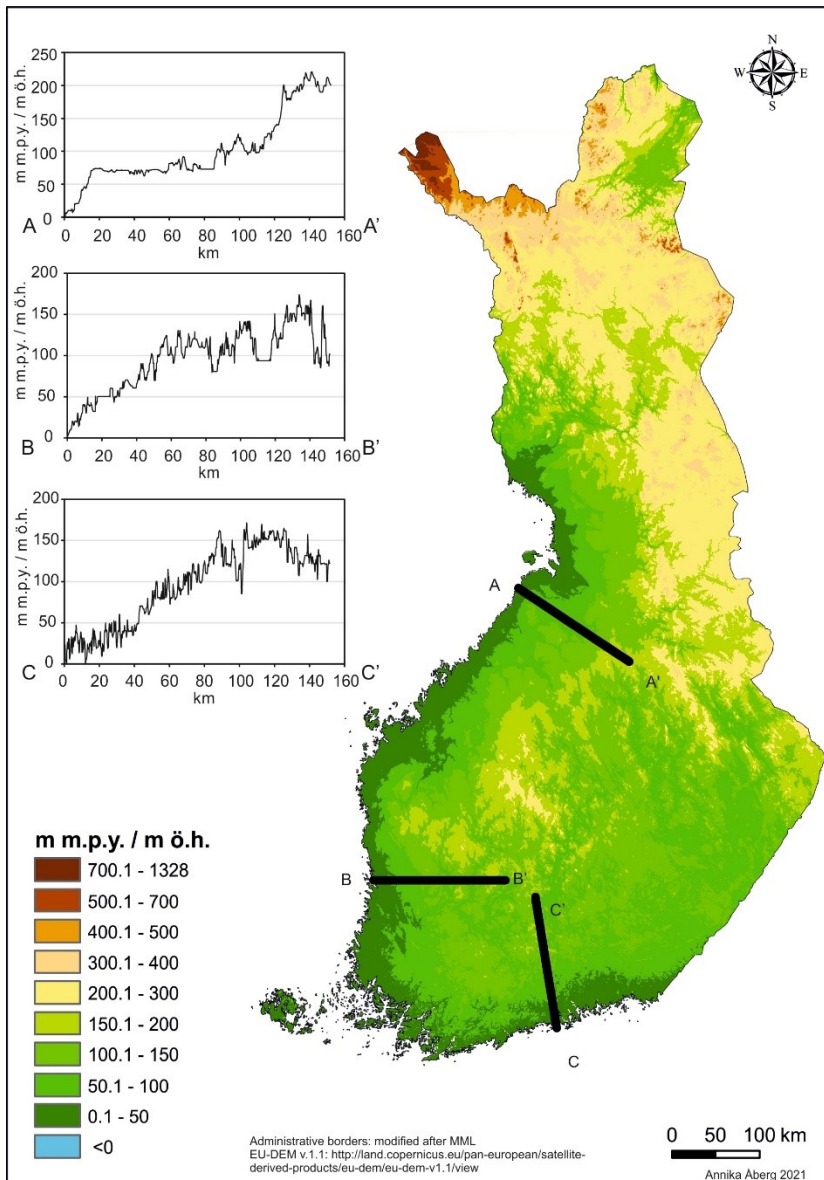 N
W E
S
250
200
150
100
50
0
m m.p.y. / m ö.h.
0 20 40 60 80 100 120 140 160
A A'
km
200
150
100
50
0
m m.p.y. / m ö.h.
0 20 40 60 80 100 120 140 160
B B'
km
200
150
100
50
0
m m.p.y. / m ö.h.
0 20 40 60 80 100 120 140 160
C C'
km
A
A'
B B'
C'
C
m m.p.y. / m ö.h.
700.1 - 1328
500.1 - 700
400.1 - 500
300.1 - 400
200.1 - 300
150.1 - 200
100.1 - 150
50.1 - 100
0.1 - 50
<0
Administrative borders: modified after MML
EU-DEM v.1.1: http://land.copernicus.eu/pan-european/satellite-
derived-products/eu-dem/eu-dem-v1.1/view
0 50 100 km
Annika Åberg 2021